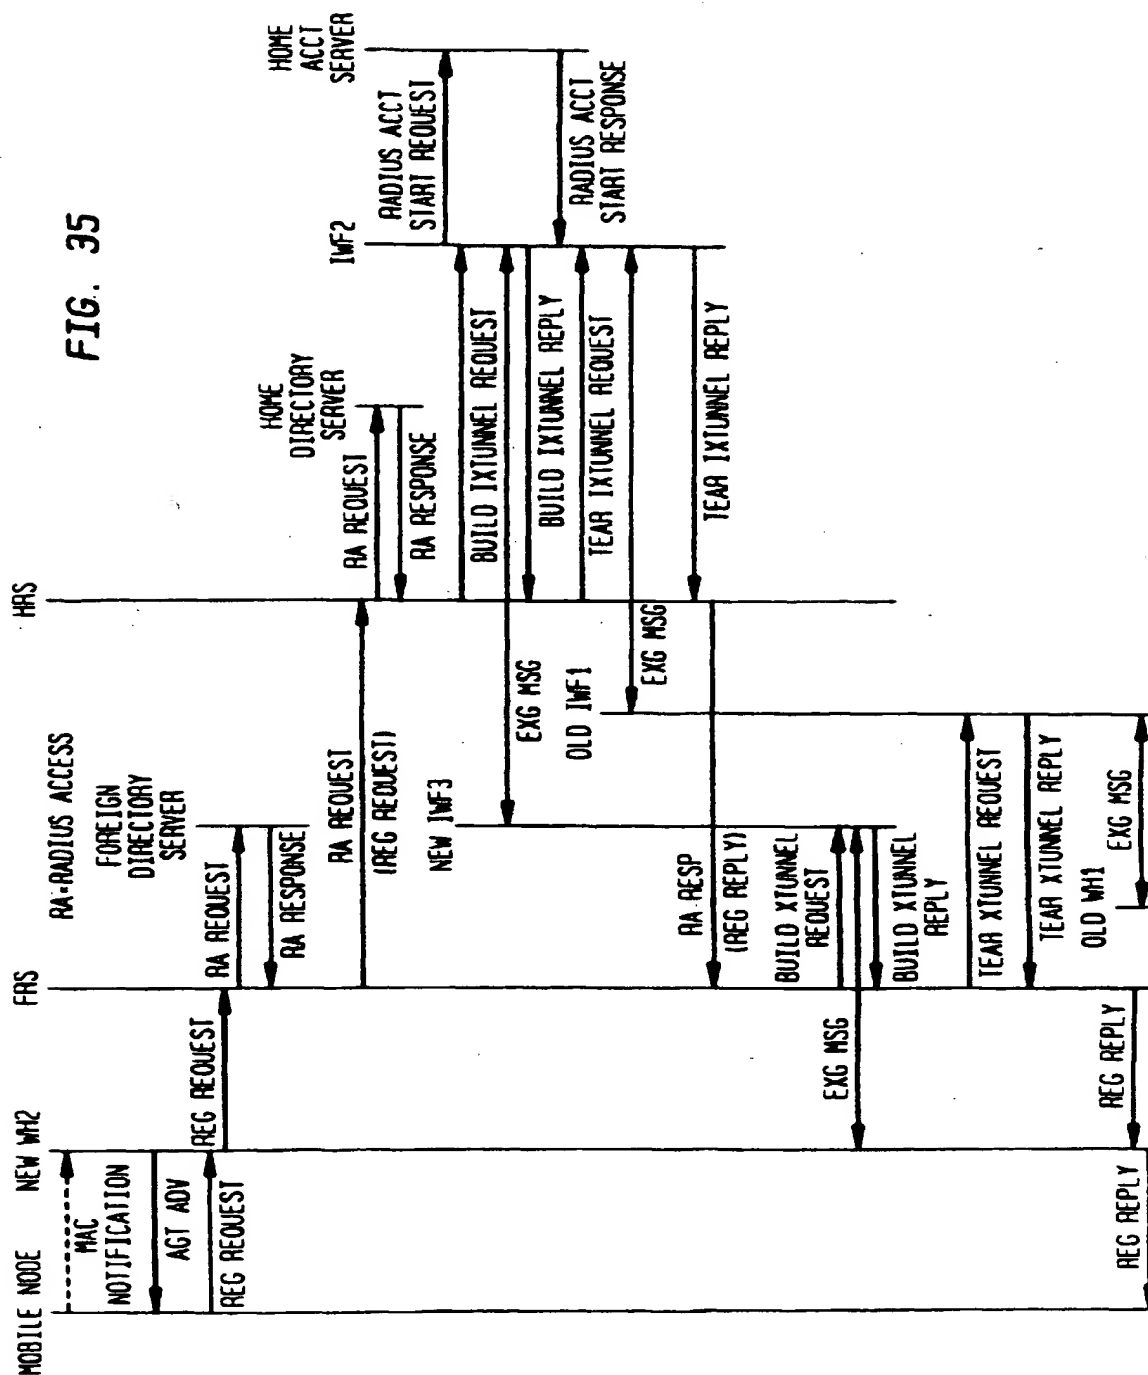 FIG. 35
MOBILE NODE
NEW WH2
FRS
HRS
RA-RADIUS ACCESS
FOREIGN
DIRECTORY
SERVER
HOME
DIRECTORY
SERVER
IWF2
HOME
ACCT
SERVER
MAC
NOTIFICATION
AGT ADV
REG REQUEST
REG REQUEST
RA REQUEST
RA RESPONSE
RA REQUEST
(REG REQUEST)
RA REQUEST
RA RESPONSE
RADIUS ACCT
START REQUEST
BUILD IXTUNNEL REQUEST
EXG MSG
NEW IWF3
BUILD IXTUNNEL REPLY
RADIUS ACCT
START RESPONSE
TEAR IXTUNNEL REQUEST
EXG MSG
OLD IWF1
TEAR IXTUNNEL REPLY
RA RESP
(REG REPLY)
BUILD XTUNNEL
REQUEST
EXG MSG
BUILD XTUNNEL
REPLY
TEAR XTUNNEL REQUEST
TEAR XTUNNEL REPLY
OLD WH1
EXG MSG
REG REPLY
REG REPLY